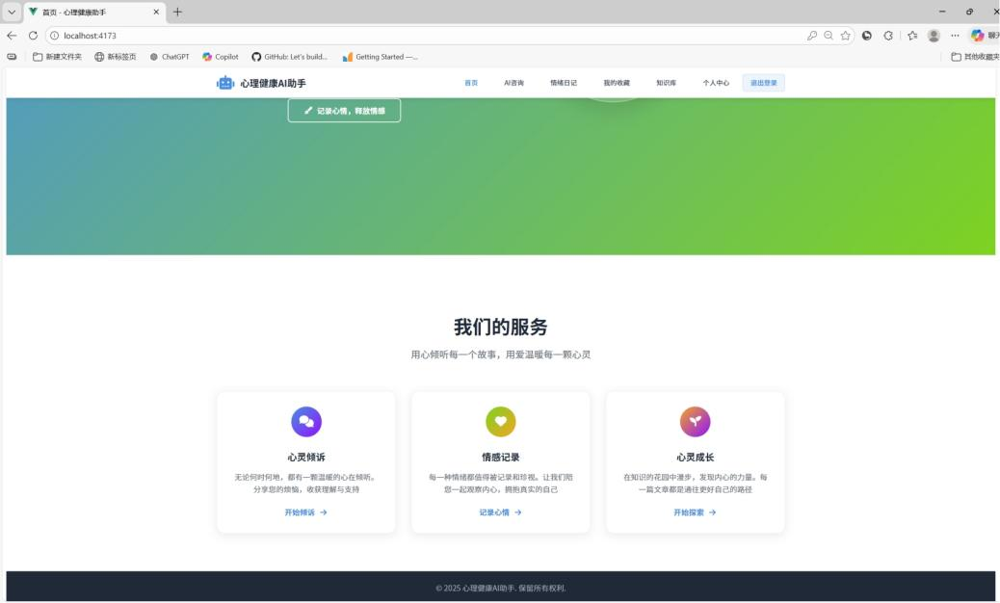 首页 - 心理健康助手
localhost:4173
聊天
新建文件夹 新标签页 ChatGPT Copilot GitHub: Let's build... Getting Started —... 其他收藏夹
心理健康AI助手 首页 AI咨询 情绪日记 我的收藏 知识库 个人中心 退出登录
记录心情，释放情感
我们的服务
用心倾听每一个故事，用爱温暖每一颗心灵
心灵倾诉
无论何时何地，都有一颗温暖的心在倾听。
分享您的烦恼，收获理解与支持
开始倾诉 →
情感记录
每一种情绪都值得被记录和珍视。让我们陪
您一起观察内心，拥抱真实的自己
记录心情 →
心灵成长
在知识的花园中漫步，发现内心的力量。每
一篇文章都是通往更好自己的路径
开始探索 →
© 2025 心理健康AI助手. 保留所有权利.